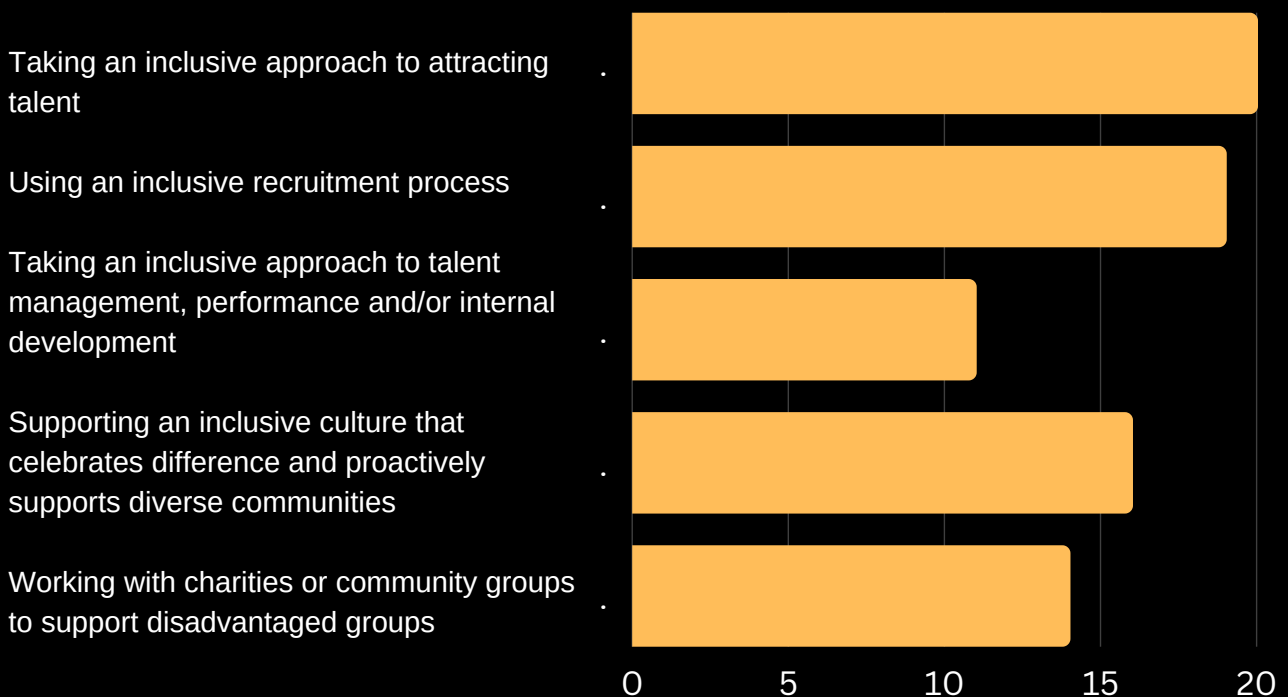 Taking an inclusive approach to attracting
talent
Using an inclusive recruitment process
Taking an inclusive approach to talent
management, performance and/or internal
development
Supporting an inclusive culture that
celebrates difference and proactively
supports diverse communities
Working with charities or community groups
to support disadvantaged groups
0 5 10 15 20